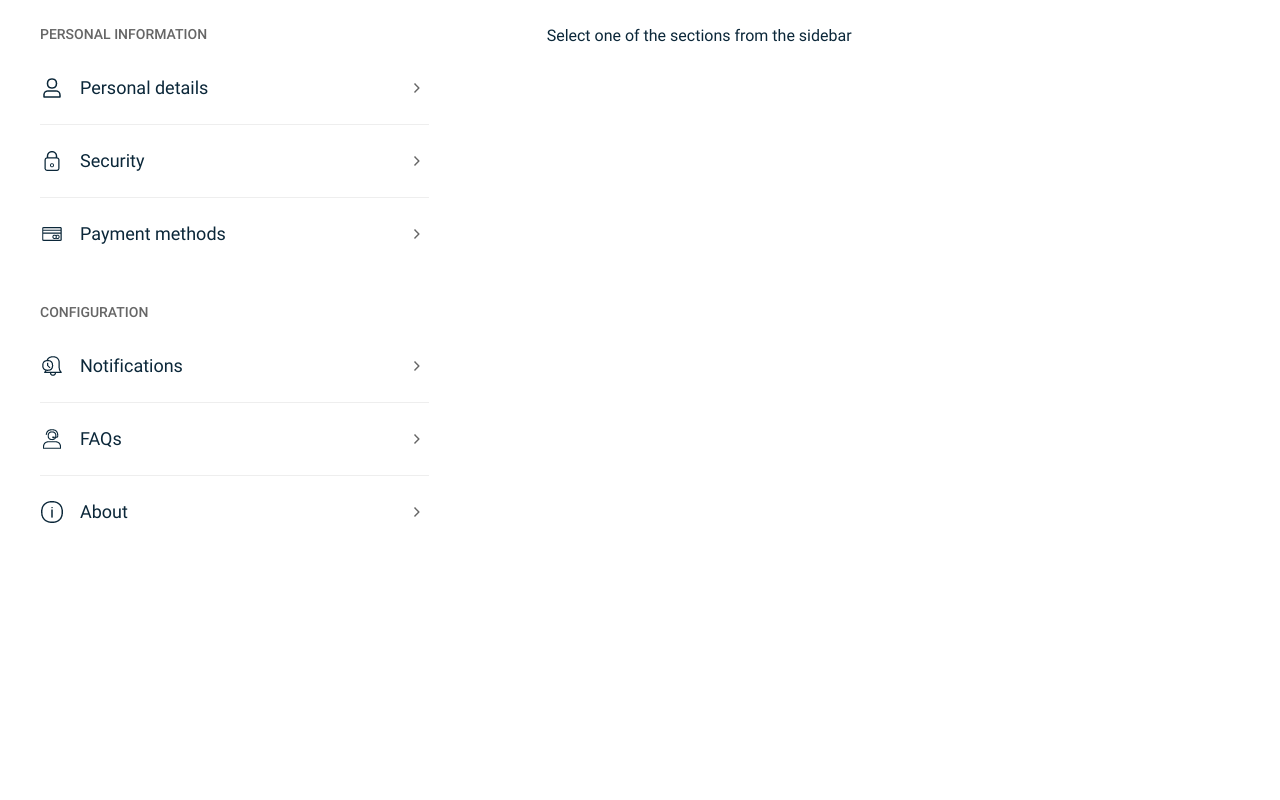 PERSONAL INFORMATION
Personal details
Security
Payment methods
CONFIGURATION
Notifications
FAQs
About
Select one of the sections from the sidebar